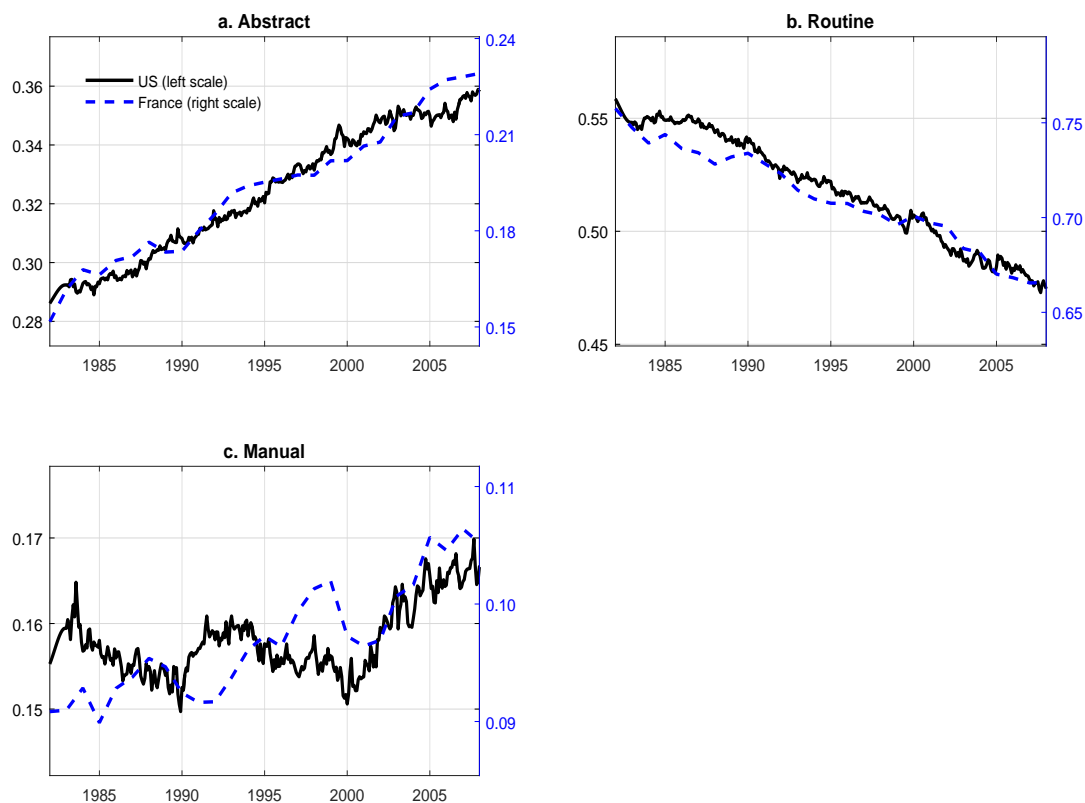 a. Abstract
US (left scale)
France (right scale)
0.36
0.34
0.32
0.30
0.28
0.24
0.21
0.18
0.15
1985 1990 1995 2000 2005
b. Routine
0.55
0.50
0.45
0.75
0.70
0.65
1985 1990 1995 2000 2005
c. Manual
0.17
0.16
0.15
0.11
0.10
0.09
1985 1990 1995 2000 2005